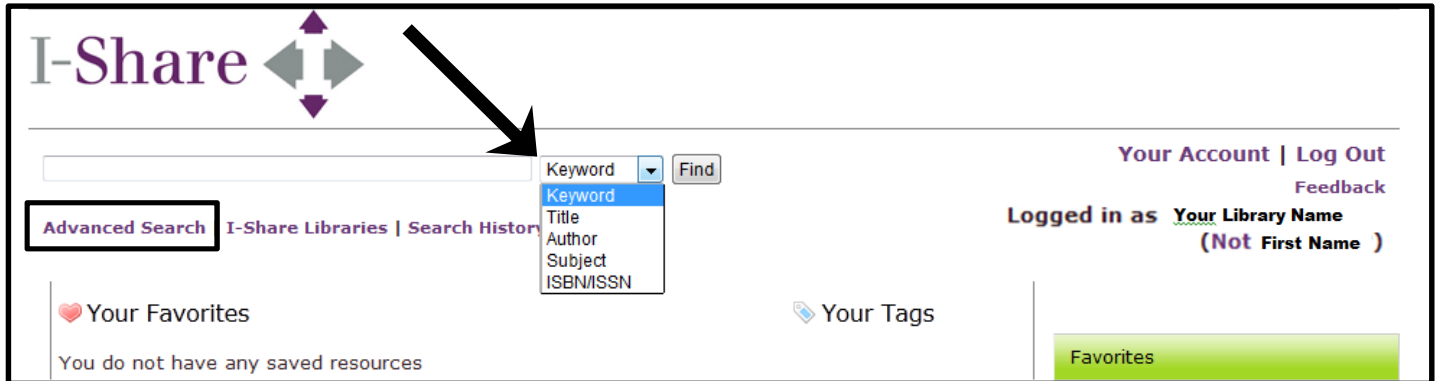 I-Share
Keyword
Find
Your Account | Log Out
Feedback
Keyword
Title
Author
Subject
ISBN/ISSN
Advanced Search I-Share Libraries | Search History
Logged in as Your Library Name
(Not First Name )
Your Favorites
Your Tags
You do not have any saved resources
Favorites